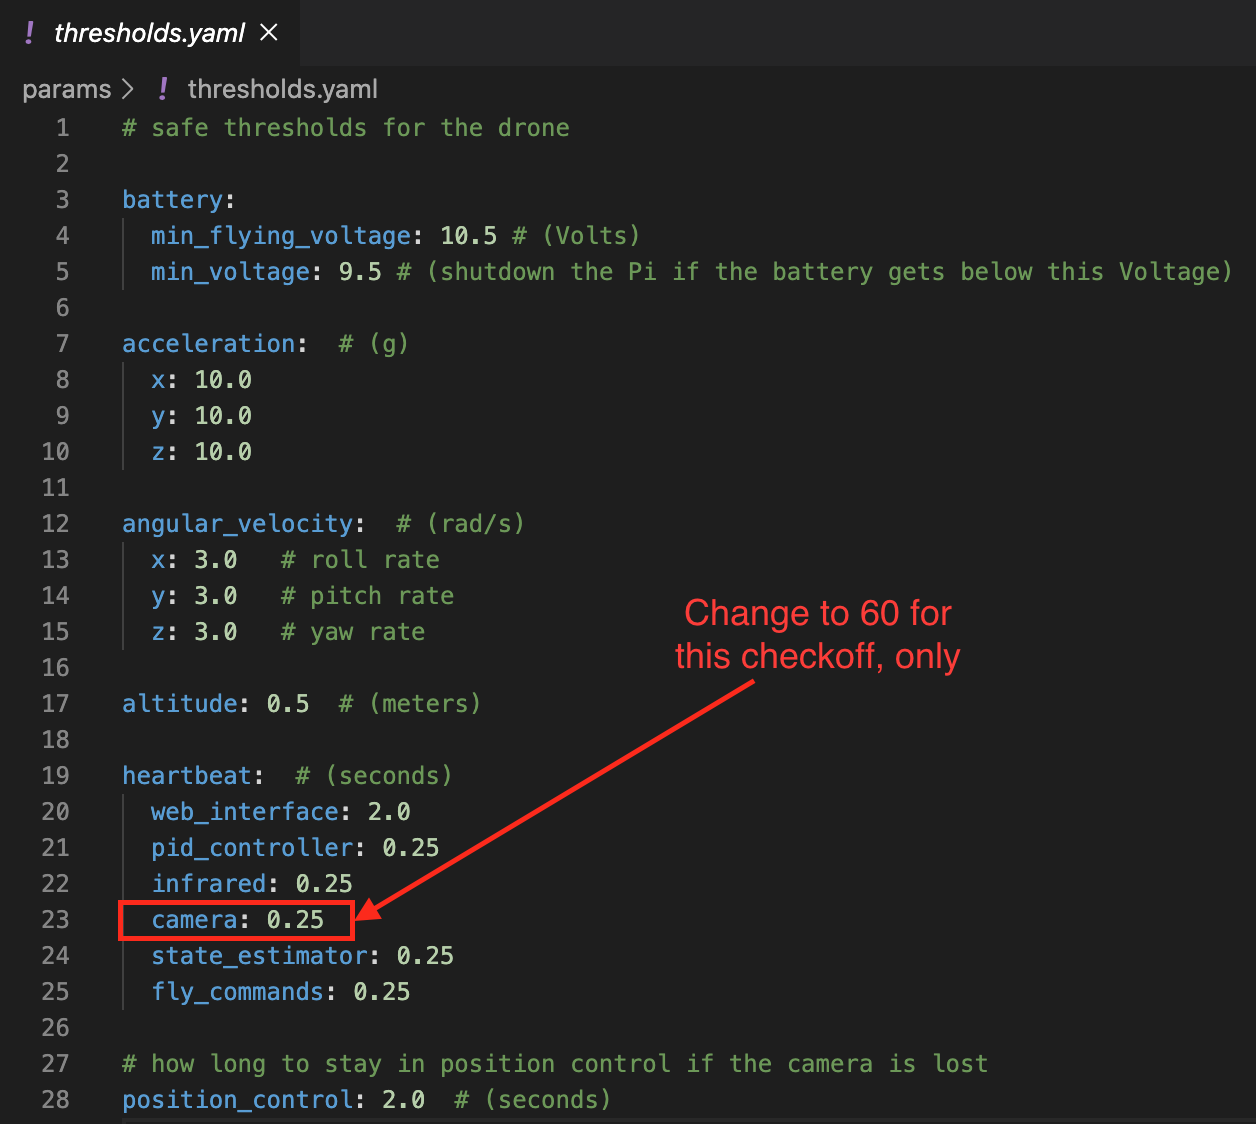 ! thresholds.yaml ×
params > ! thresholds.yaml
1 # safe thresholds for the drone
2
3 battery:
4   min_flying_voltage: 10.5 # (Volts)
5   min_voltage: 9.5 # (shutdown the Pi if the battery gets below this Voltage)
6
7 acceleration:  # (g)
8   x: 10.0
9   y: 10.0
10   z: 10.0
11
12 angular_velocity:  # (rad/s)
13   x: 3.0   # roll rate
14   y: 3.0   # pitch rate
15   z: 3.0   # yaw rate
Change to 60 for
this checkoff, only
16
17 altitude: 0.5  # (meters)
18
19 heartbeat:  # (seconds)
20   web_interface: 2.0
21   pid_controller: 0.25
22   infrared: 0.25
23   camera: 0.25
24   state_estimator: 0.25
25   fly_commands: 0.25
26
27 # how long to stay in position control if the camera is lost
28 position_control: 2.0  # (seconds)